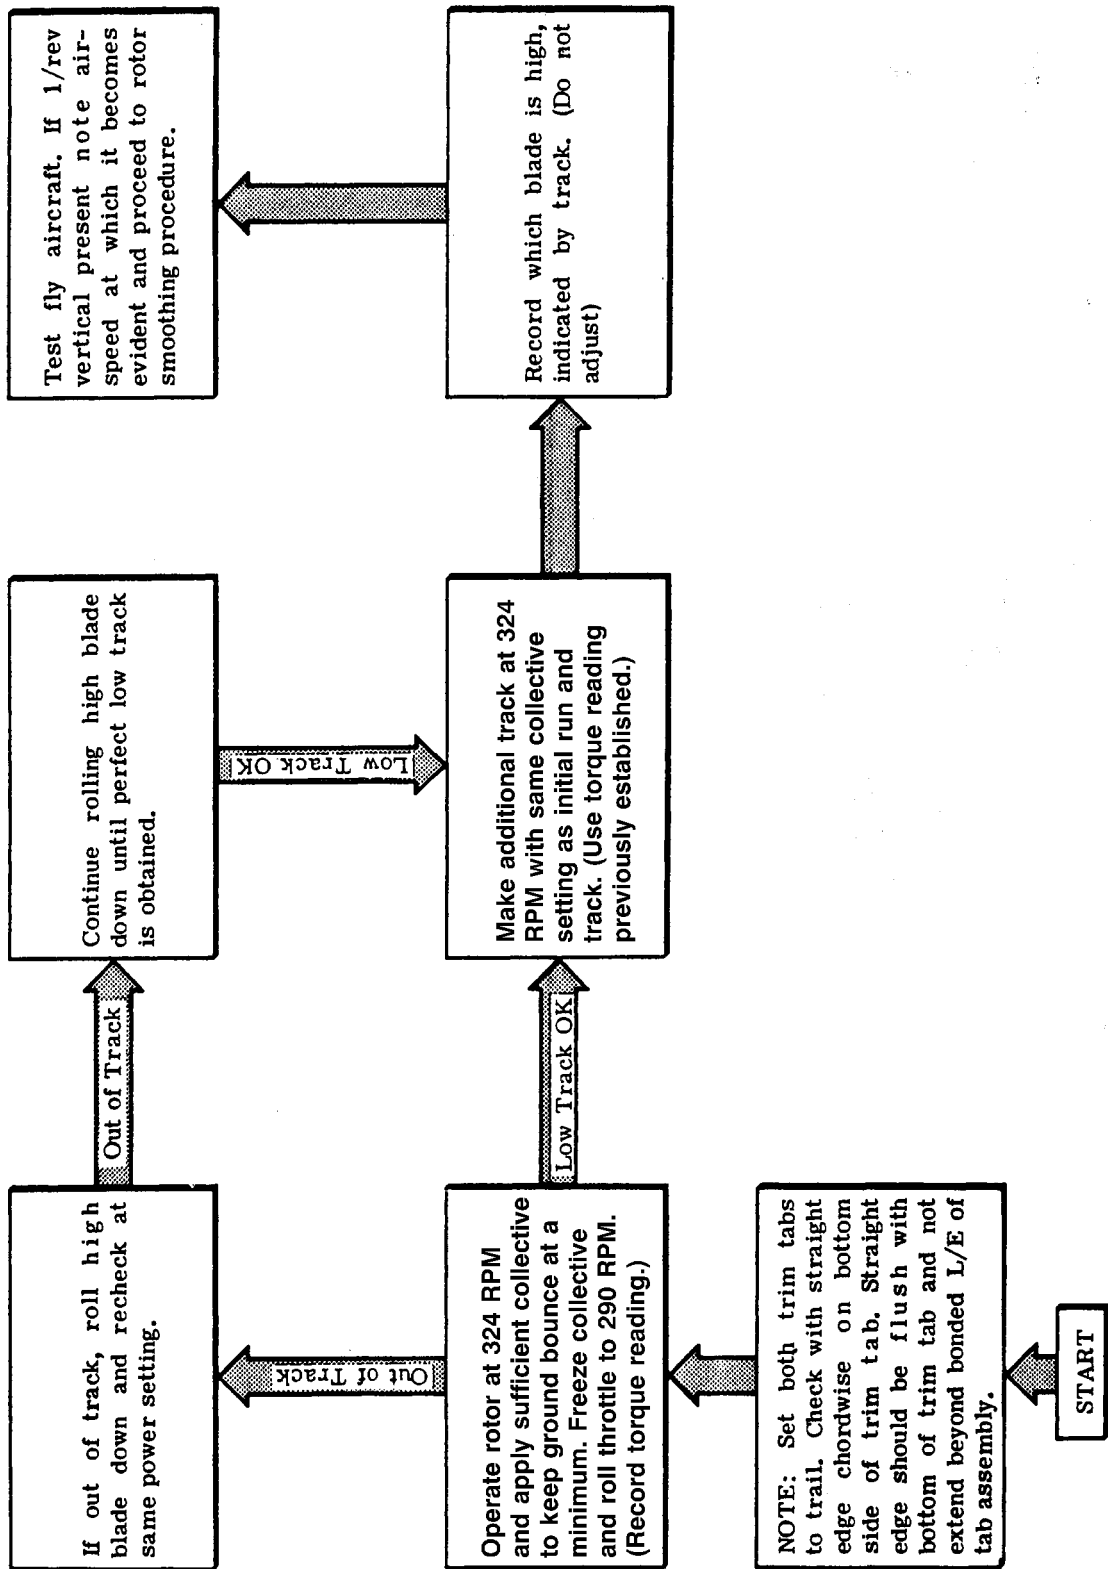 START
NOTE: Set both trim tabs
to trail. Check with straight
edge chordwise on bottom
side of trim tab. Straight
edge should be flush with
bottom of trim tab and not
extend beyond bonded L/E of
tab assembly.
Operate rotor at 324 RPM
and apply sufficient collective
to keep ground bounce at a
minimum. Freeze collective
and roll throttle to 290 RPM.
(Record torque reading.)
Out of Track
If out of track, roll high
blade down and recheck at
same power setting.
Out of Track
Continue rolling high blade
down until perfect low track
is obtained.
Low Track OK
Low Track OK
Make additional track at 324
RPM with same collective
setting as initial run and
track. (Use torque reading
previously established.)
Record which blade is high,
indicated by track. (Do not
adjust)
Test fly aircraft. If 1/rev
vertical present note air-
speed at which it becomes
evident and proceed to rotor
smoothing procedure.